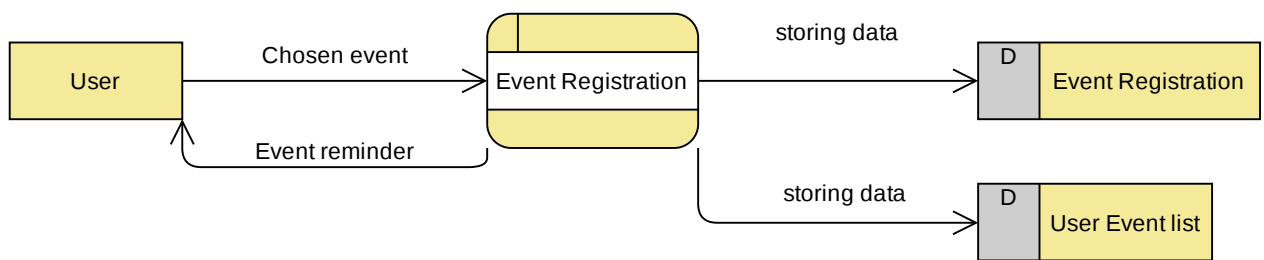 storing data
Chosen event
D
User
Event Registration
Event Registration
Event reminder
storing data
D
User Event list